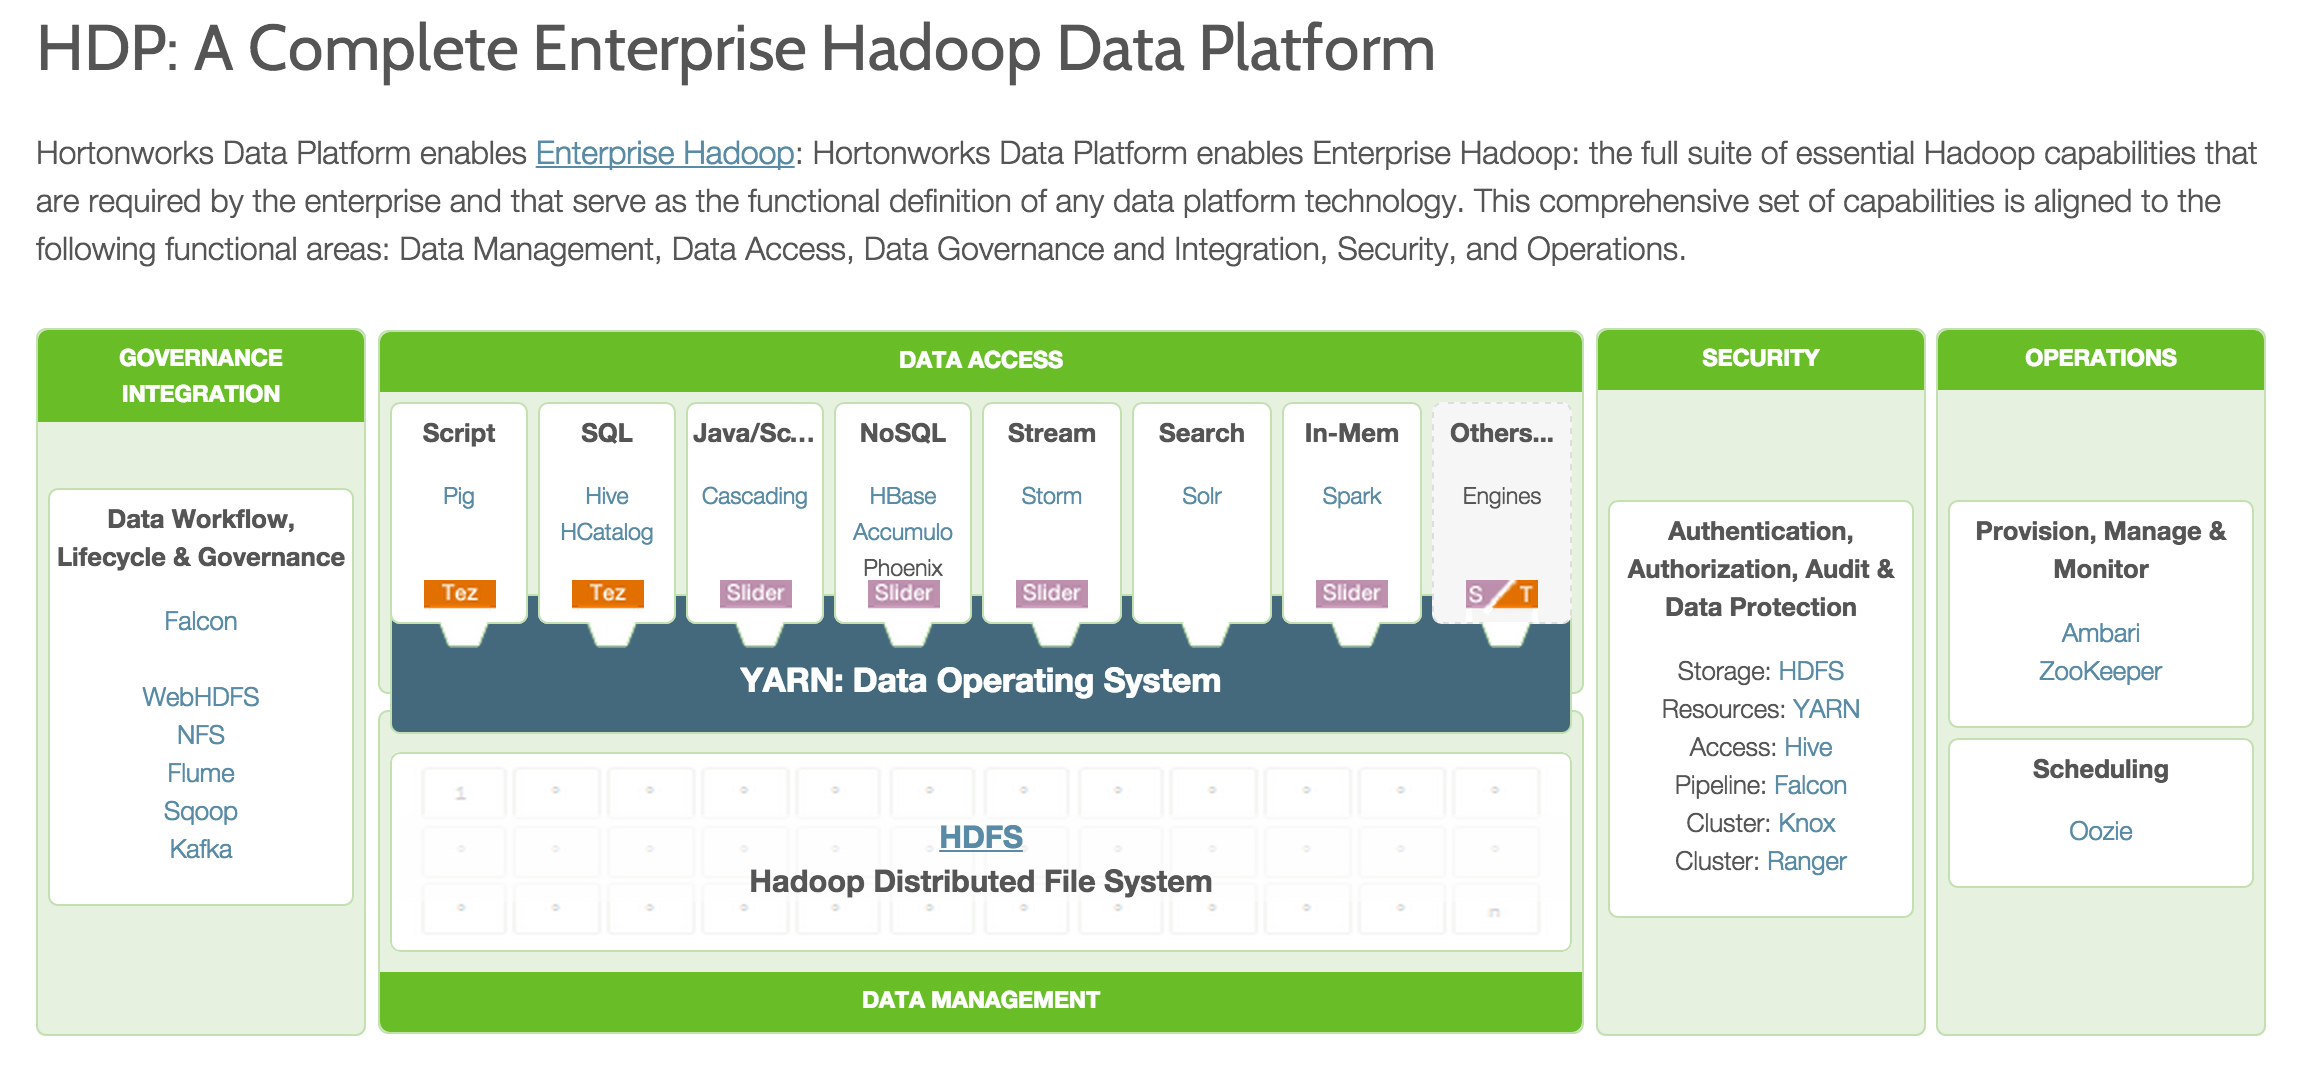 HDP: A Complete Enterprise Hadoop Data Platform
Hortonworks Data Platform enables Enterprise Hadoop: Hortonworks Data Platform enables Enterprise Hadoop: the full suite of essential Hadoop capabilities that
are required by the enterprise and that serve as the functional definition of any data platform technology. This comprehensive set of capabilities is aligned to the
following functional areas: Data Management, Data Access, Data Governance and Integration, Security, and Operations.
GOVERNANCE
INTEGRATION
Data Workflow,
Lifecycle & Governance
Falcon
WebHDFS
NFS
Flume
Sqoop
Kafka
DATA ACCESS
Script
Pig
Tez
SQL
Hive
HCatalog
Tez
Java/Sc...
Cascading
Slider
NoSQL
HBase
Accumulo
Phoenix
Slider
Stream
Storm
Slider
Search
Solr
In-Mem
Spark
Slider
Others...
Engines
S T
YARN: Data Operating System
1
HDFS
Hadoop Distributed File System
n
DATA MANAGEMENT
SECURITY
Authentication,
Authorization, Audit &
Data Protection
Storage: HDFS
Resources: YARN
Access: Hive
Pipeline: Falcon
Cluster: Knox
Cluster: Ranger
OPERATIONS
Provision, Manage &
Monitor
Ambari
ZooKeeper
Scheduling
Oozie